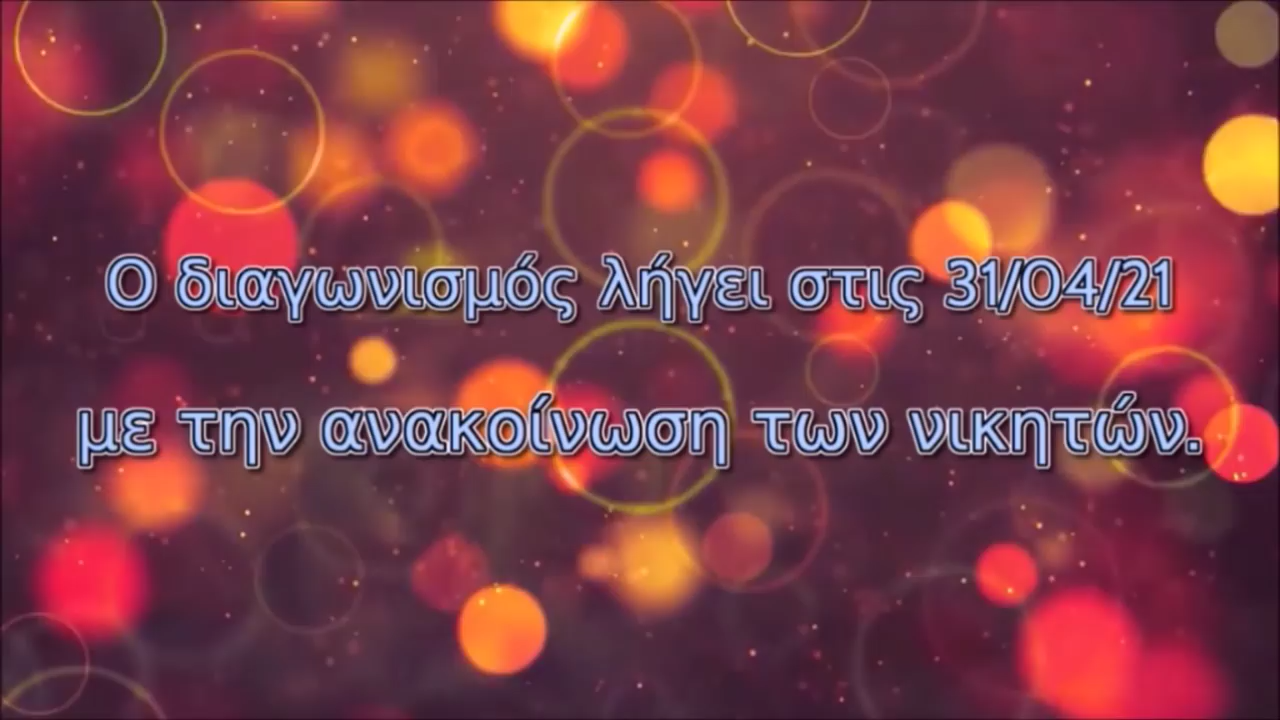 Ο διαγωνισμός λήγει στις 31/04/21
με την ανακοίνωση των νικητών.